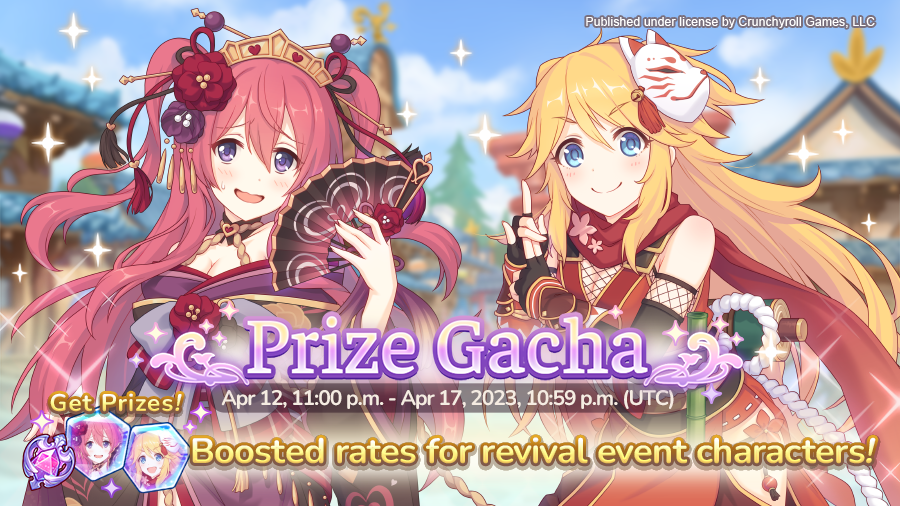 Published under license by Crunchyroll Games, LLC
Prize Gacha
Apr 12, 11:00 p.m. - Apr 17, 2023, 10:59 p.m. (UTC)
Get Prizes!
Boosted rates for revival event characters!